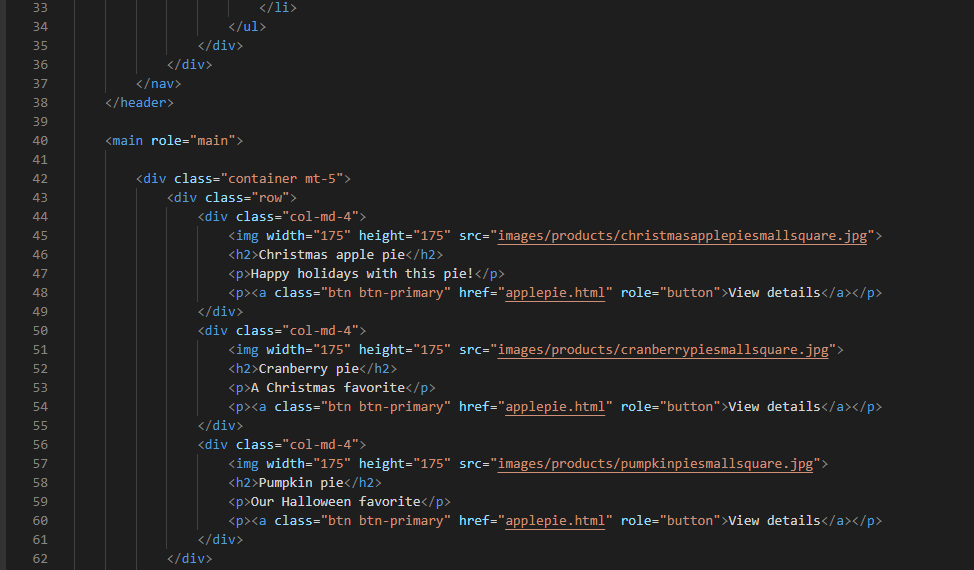 33 </li>
34 </ul>
35 </div>
36 </div>
37 </nav>
38 </header>
39
40 <main role="main">
41
42 <div class="container mt-5">
43 <div class="row">
44 <div class="col-md-4">
45 <img width="175" height="175" src="images/products/christmasapplepiesmallsquare.jpg">
46 <h2>Christmas apple pie</h2>
47 <p>Happy holidays with this pie!</p>
48 <p><a class="btn btn-primary" href="applepie.html" role="button">View details</a></p>
49 </div>
50 <div class="col-md-4">
51 <img width="175" height="175" src="images/products/cranberrypiesmallsquare.jpg">
52 <h2>Cranberry pie</h2>
53 <p>A Christmas favorite</p>
54 <p><a class="btn btn-primary" href="applepie.html" role="button">View details</a></p>
55 </div>
56 <div class="col-md-4">
57 <img width="175" height="175" src="images/products/pumpkinpiesmallsquare.jpg">
58 <h2>Pumpkin pie</h2>
59 <p>Our Halloween favorite</p>
60 <p><a class="btn btn-primary" href="applepie.html" role="button">View details</a></p>
61 </div>
62 </div>